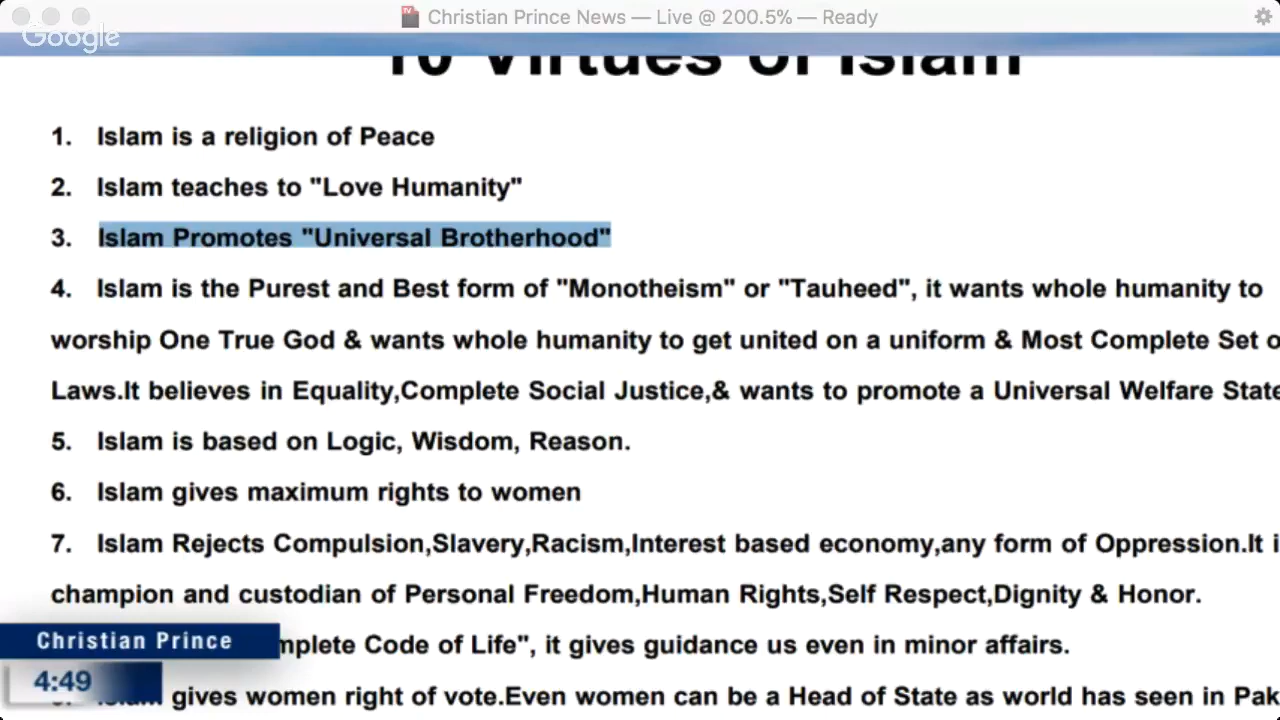 Christian Prince News — Live @ 200.5% — Ready
Google
10 Virtues of Islam
1. Islam is a religion of Peace
2. Islam teaches to "Love Humanity"
3. Islam Promotes "Universal Brotherhood"
4. Islam is the Purest and Best form of "Monotheism" or "Tauheed", it wants whole humanity to
worship One True God & wants whole humanity to get united on a uniform & Most Complete Set o
Laws.It believes in Equality,Complete Social Justice,& wants to promote a Universal Welfare State
5. Islam is based on Logic, Wisdom, Reason.
6. Islam gives maximum rights to women
7. Islam Rejects Compulsion,Slavery,Racism,Interest based economy,any form of Oppression.It i
champion and custodian of Personal Freedom,Human Rights,Self Respect,Dignity & Honor.
mplete Code of Life", it gives guidance us even in minor affairs.
gives women right of vote.Even women can be a Head of State as world has seen in Pak
Christian Prince
4:49